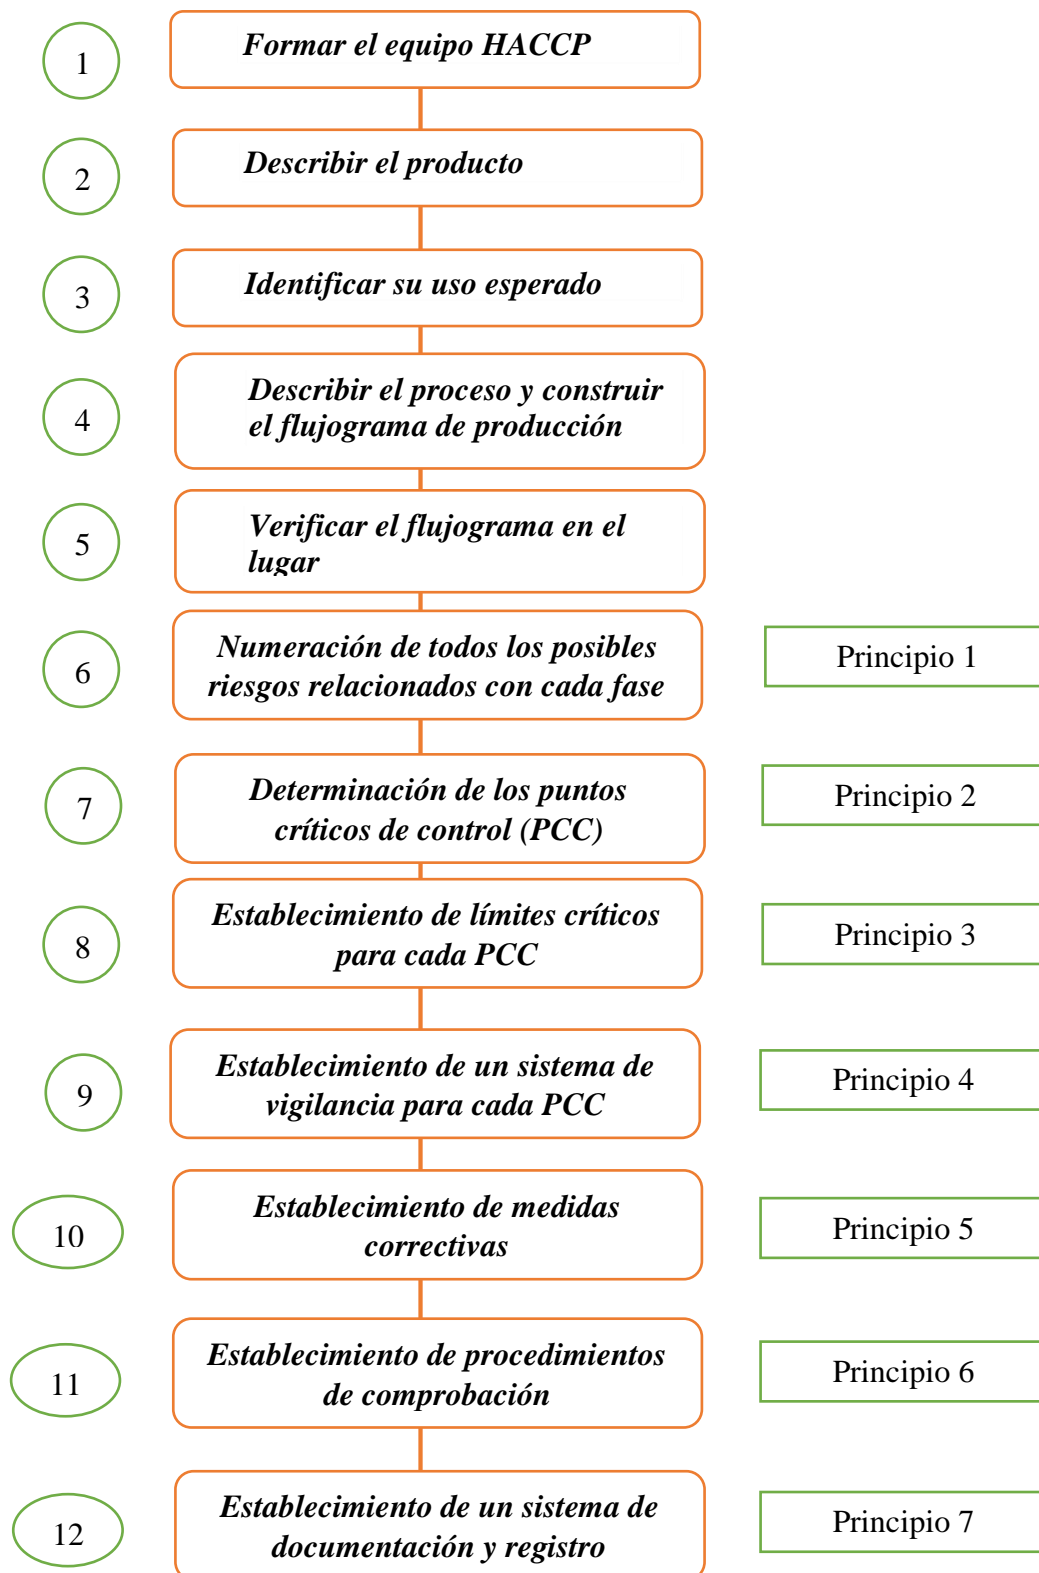 1
Formar el equipo HACCP
2
Describir el producto
3
Identificar su uso esperado
4
Describir el proceso y construir
el flujograma de producción
5
Verificar el flujograma en el
lugar
6
Numeración de todos los posibles
riesgos relacionados con cada fase
Principio 1
7
Determinación de los puntos
críticos de control (PCC)
Principio 2
8
Establecimiento de límites críticos
para cada PCC
Principio 3
9
Establecimiento de un sistema de
vigilancia para cada PCC
Principio 4
10
Establecimiento de medidas
correctivas
Principio 5
11
Establecimiento de procedimientos
de comprobación
Principio 6
12
Establecimiento de un sistema de
documentación y registro
Principio 7